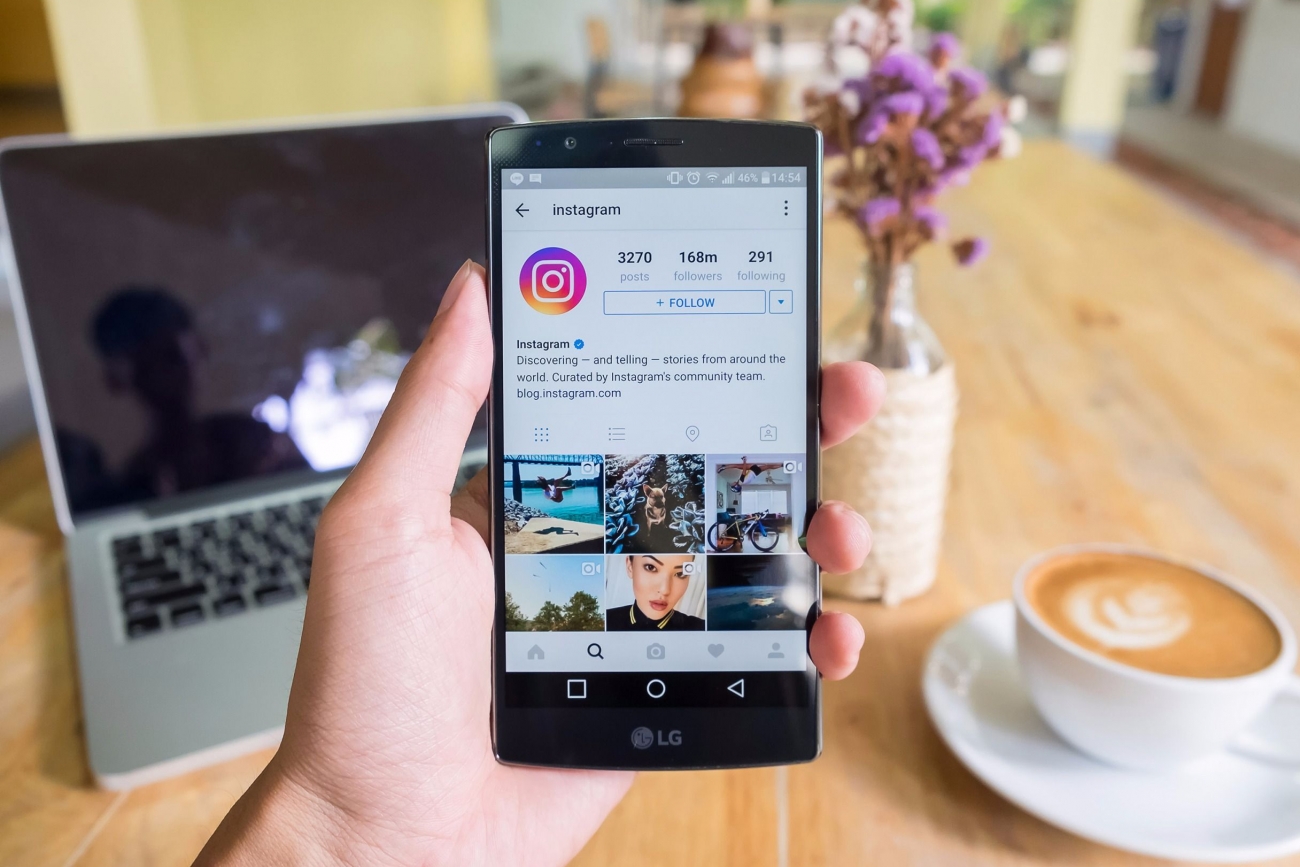 46% 14:54
instagram
3270 168m 291
posts followers following
+ FOLLOW
Instagram
Discovering — and telling — stories from around the
world. Curated by Instagram's community team.
blog.instagram.com
LG